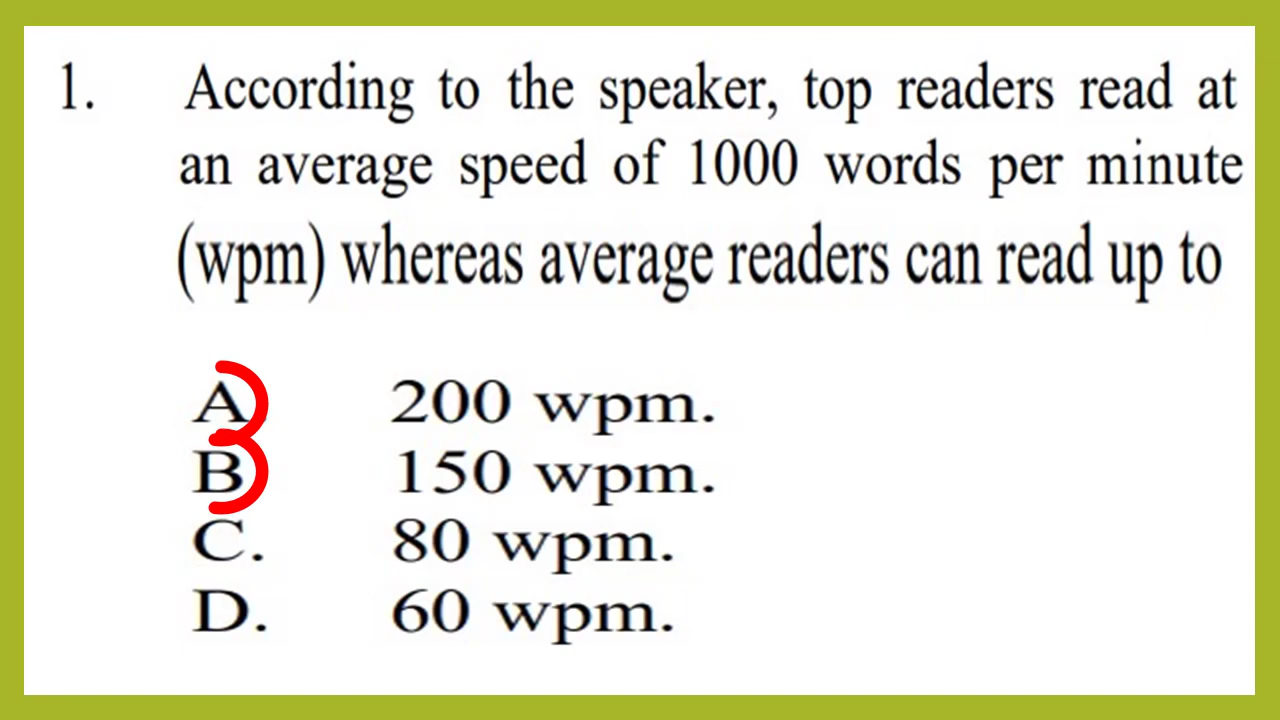 1. According to the speaker, top readers read at
an average speed of 1000 words per minute
(wpm) whereas average readers can read up to
A) 200 wpm.
B) 150 wpm.
C. 80 wpm.
D. 60 wpm.